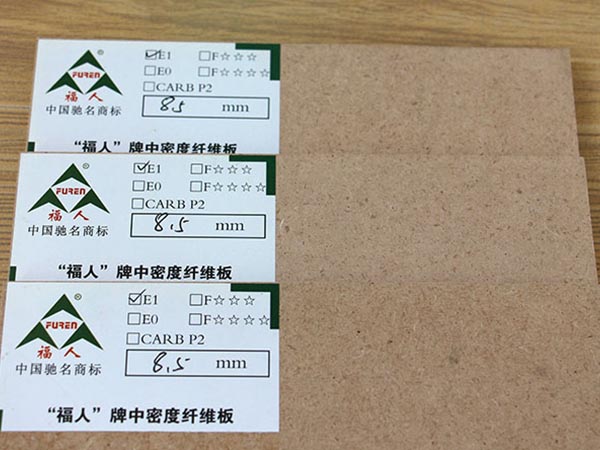 ® ☑E1 ☐F☆☆☆
FUREN ☐E0 ☐F☆☆☆☆
福人 ☐CARB P2
中国驰名商标 8.5 mm
“福人”牌中密度纤维板
☑E1 ☐F☆☆☆
FUREN ☐E0 ☐F☆☆☆☆
福人 ☐CARB P2
中国驰名商标 8.5 mm
“福人”牌中密度纤维板
☑E1 ☐F☆☆☆
FUREN ☐E0 ☐F☆☆☆☆
福人 ☐CARB P2
中国驰名商标 8.5 mm
“福人”牌中密度纤维板